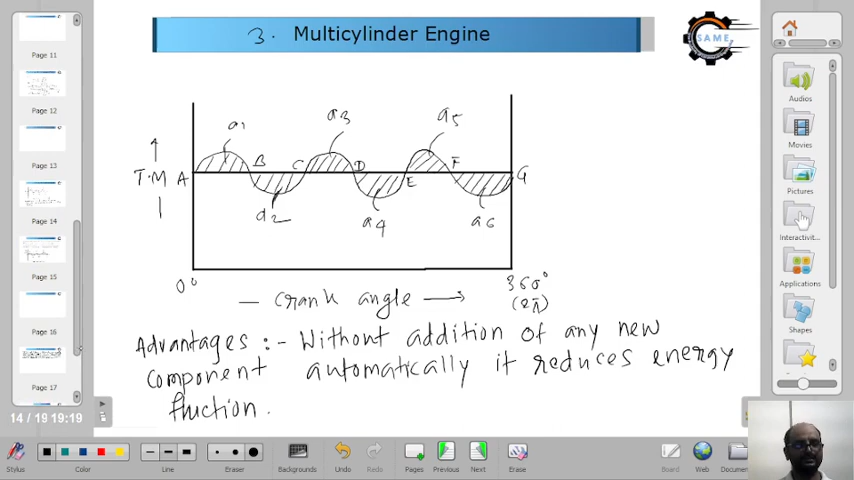 3. Multicylinder Engine
SAME
Page 11
Page 12
Page 13
Page 14
Page 15
Page 16
Page 17
14 / 19 19:19
a1
a3
a5
T.M
A
B
C
D
E
F
G
a2
a4
a6
0°
— Crank angle →
360°
(2π)
Advantages :- Without addition of any new
component automatically it reduces energy
fluction.
Audios
Movies
Pictures
Interactivit...
Applications
Shapes
Stylus
Color
Line
Eraser
Backgrounds
Undo
Redo
Pages
Previous
Next
Erase
Board
Web
Documen